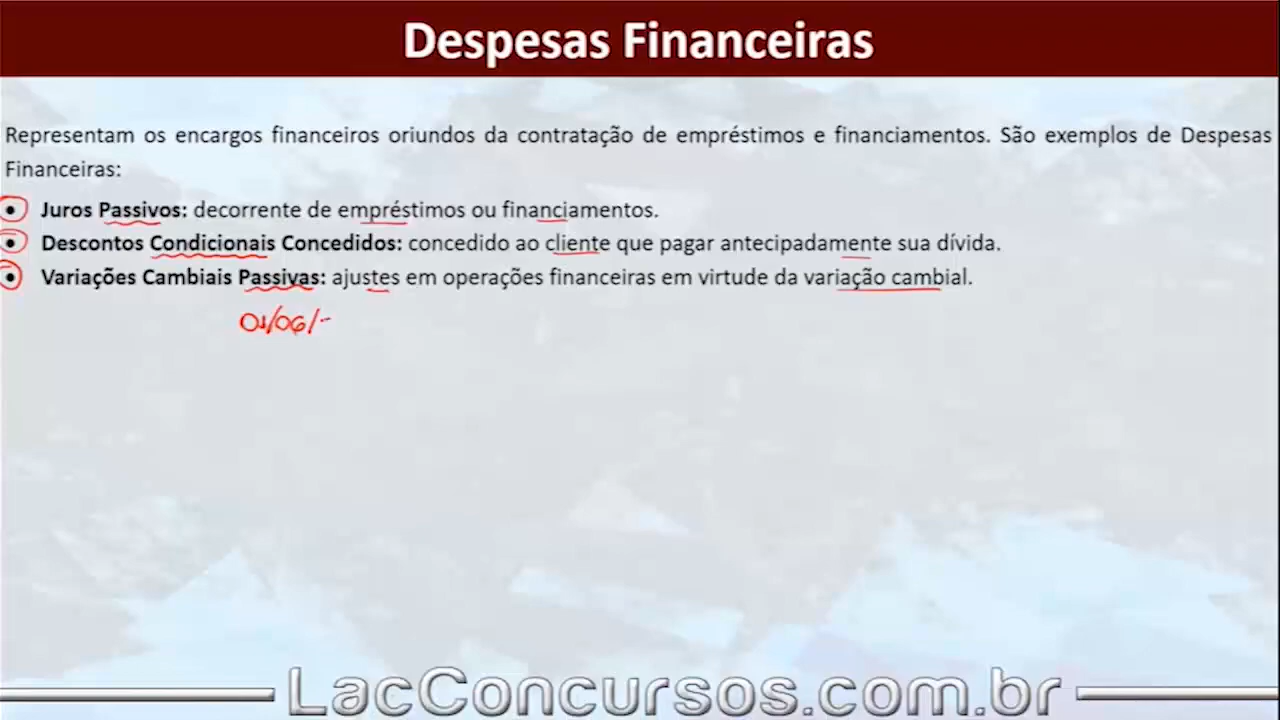 Despesas Financeiras
Representam os encargos financeiros oriundos da contratação de empréstimos e financiamentos. São exemplos de Despesas
Financeiras:
• Juros Passivos: decorrente de empréstimos ou financiamentos.
• Descontos Condicionais Concedidos: concedido ao cliente que pagar antecipadamente sua dívida.
• Variações Cambiais Passivas: ajustes em operações financeiras em virtude da variação cambial.
01/06/-
LacConcursos.com.br